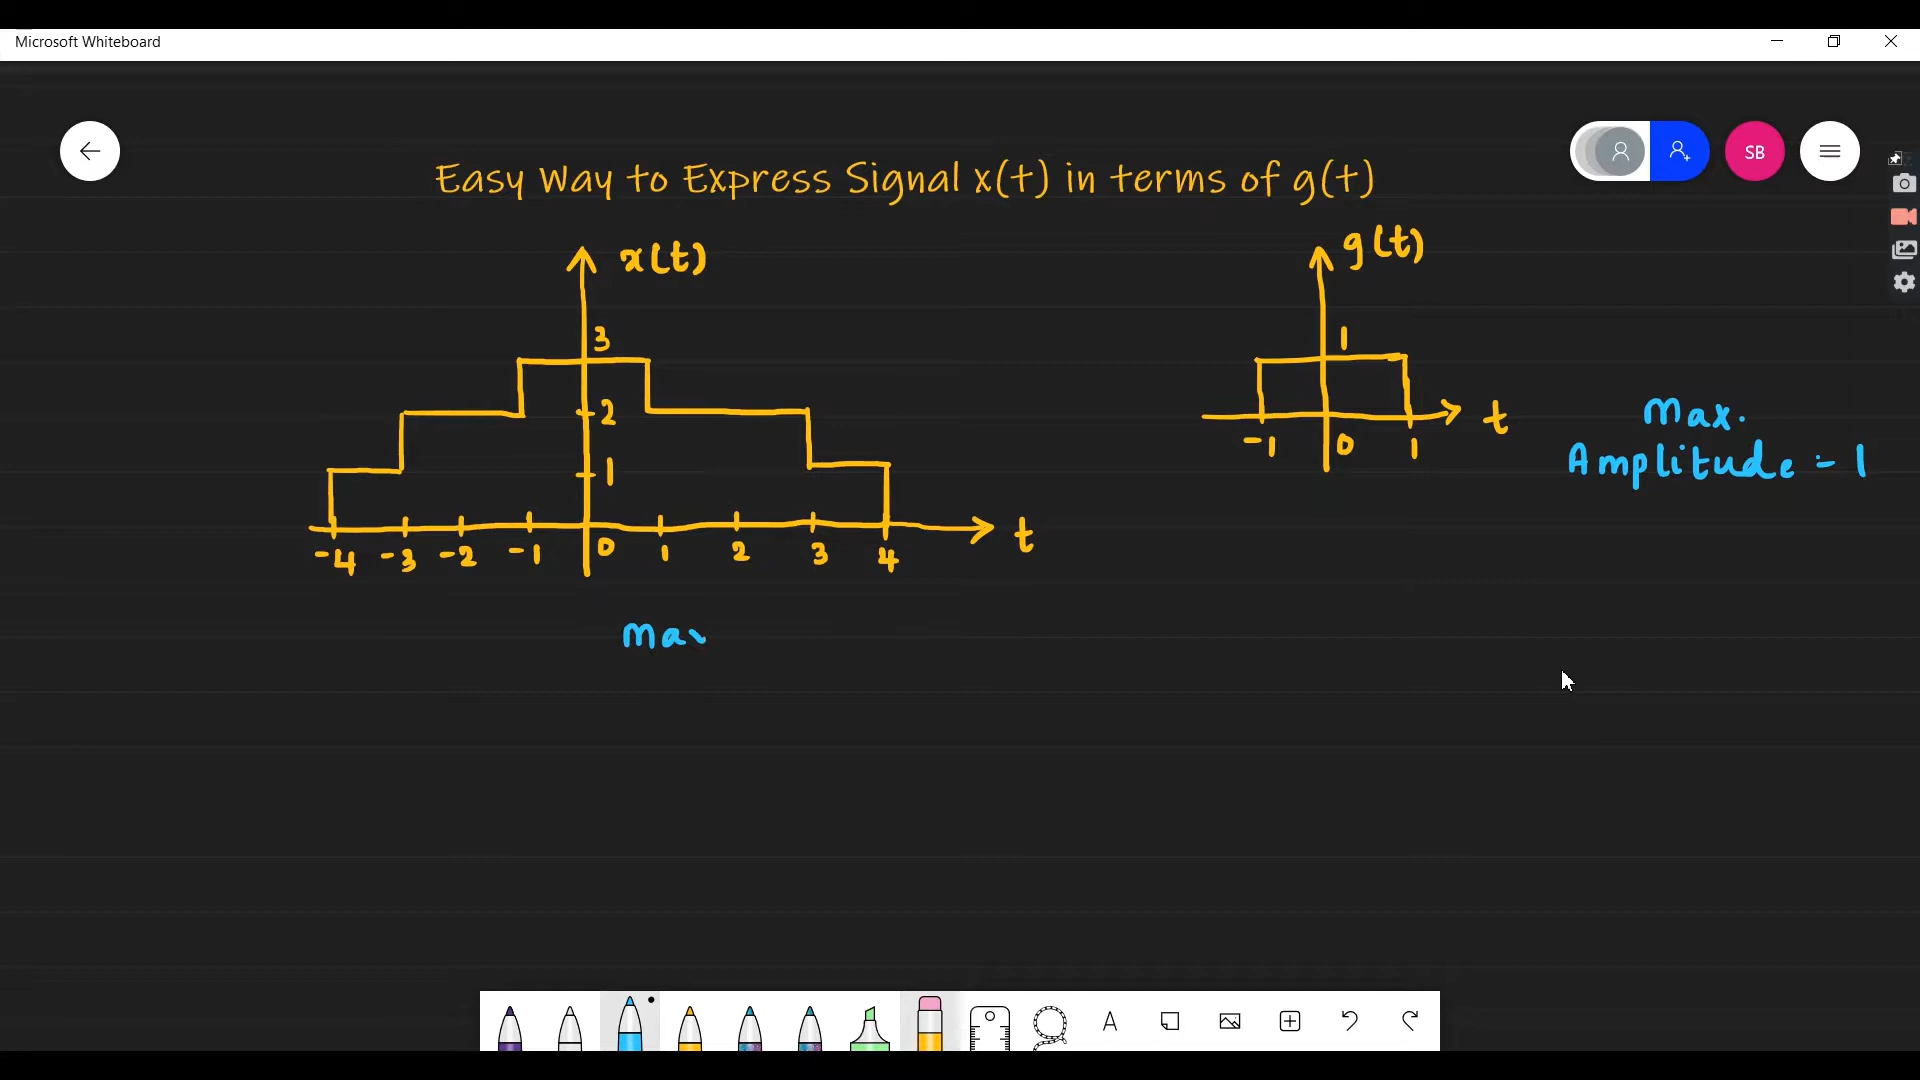 Microsoft Whiteboard
SB
Easy Way to Express Signal x(t) in terms of g(t)
x(t)
3
2
1
-4 -3 -2 -1 0 1 2 3 4
t
g(t)
1
-1 0 1
t
Max.
Amplitude = 1
Max
A